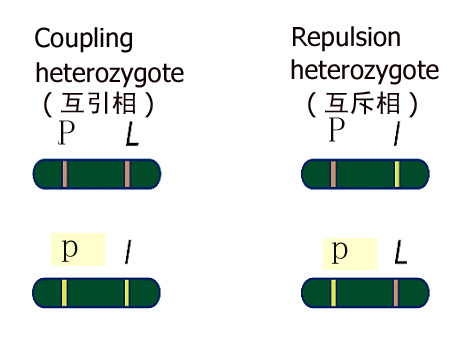 Coupling
heterozygote
(互引相)
P L
p l
Repulsion
heterozygote
(互斥相)
P l
p L